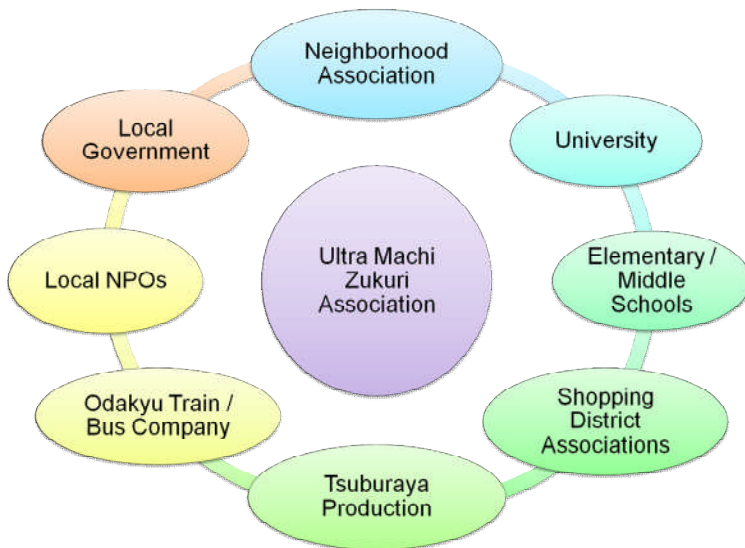 Neighborhood
Association
University
Elementary /
Middle
Schools
Shopping
District
Associations
Tsuburaya
Production
Odakyu Train /
Bus Company
Local NPOs
Local
Government
Ultra Machi
Zukuri
Association